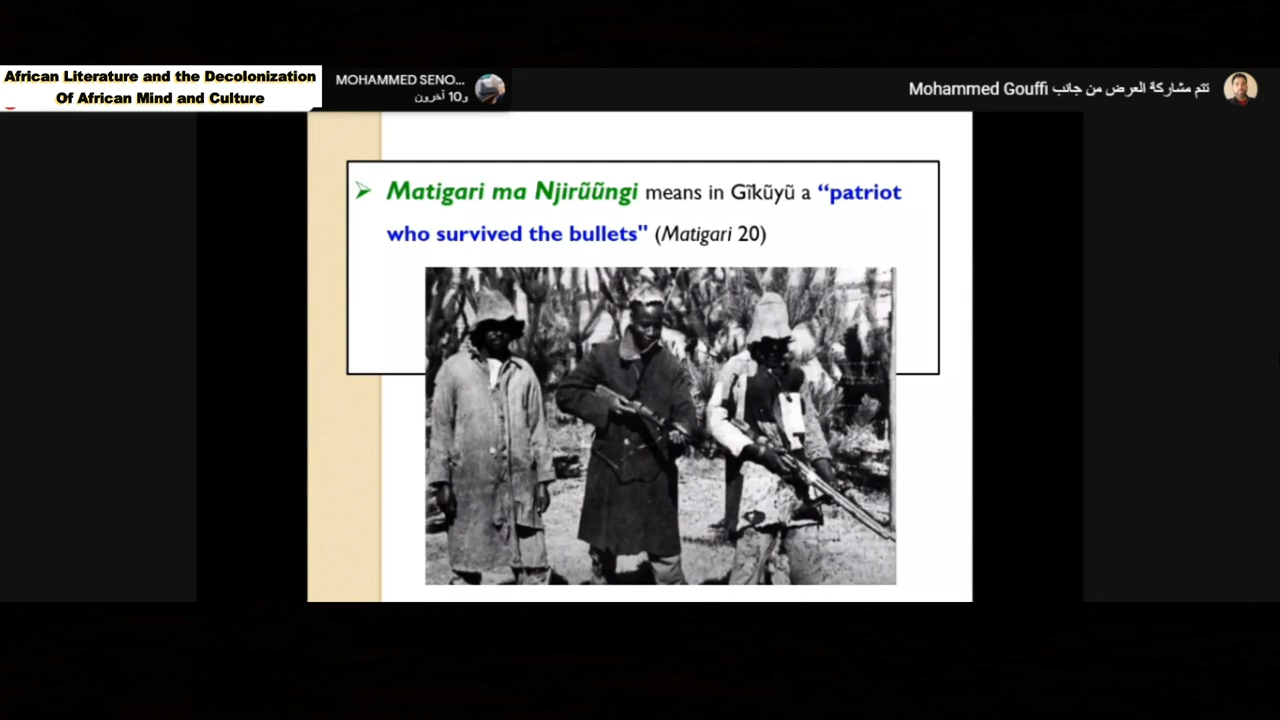 African Literature and the Decolonization
Of African Mind and Culture
MOHAMMED SENO...
و10 آخرون
تتم مشاركة العرض من جانب Mohammed Gouffi
➢ Matigari ma Njirũũngi means in Gĩkũyũ a “patriot
who survived the bullets" (Matigari 20)